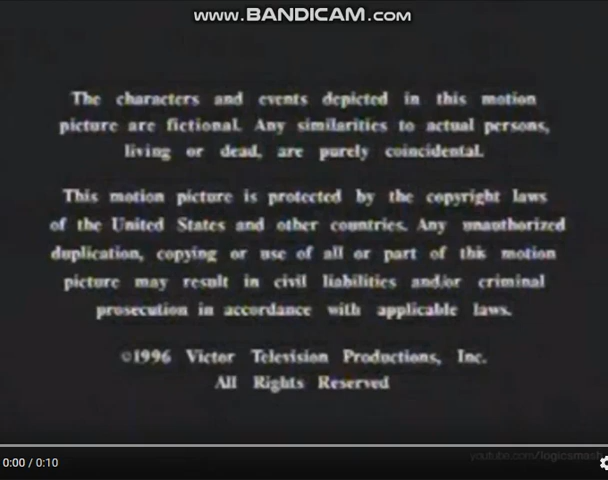 www.BANDICAM.com
The characters and events depicted in this motion
picture are fictional. Any similarities to actual persons,
living or dead, are purely coincidental.
This motion picture is protected by the copyright laws
of the United States and other countries. Any unauthorized
duplication, copying or use of all or part of this motion
picture may result in civil liabilities and/or criminal
prosecution in accordance with applicable laws.
©1996 Victor Television Productions, Inc.
All Rights Reserved
youtube.com/logicsmash
0:00 / 0:10